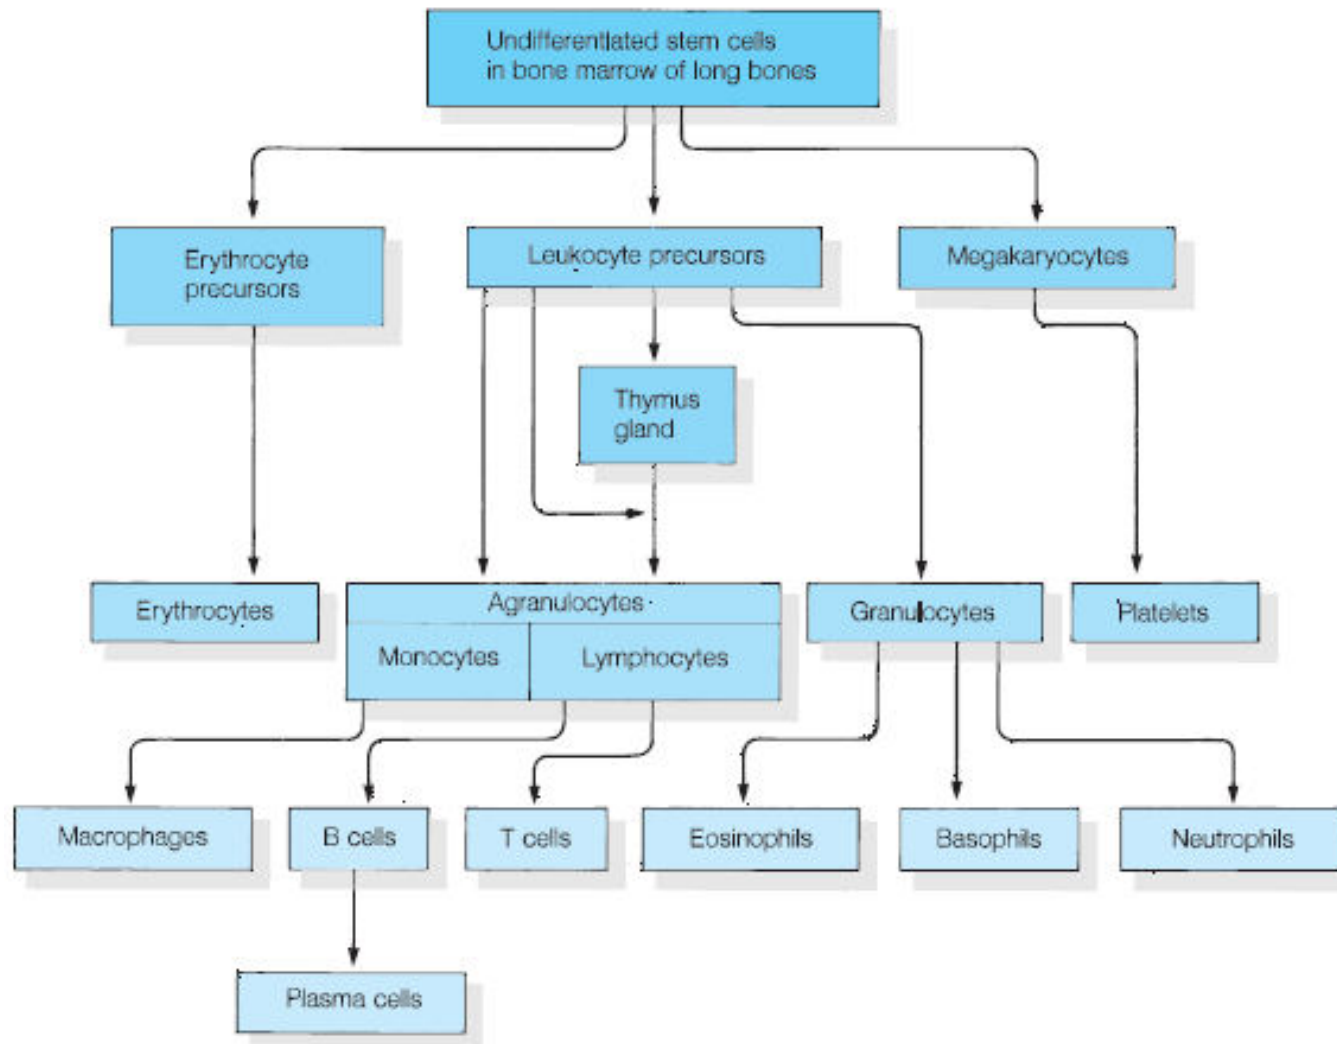 Undifferentiated stem cells
in bone marrow of long bones
Erythrocyte
precursors
Leukocyte precursors
Megakaryocytes
Thymus
gland
Erythrocytes
Agranulocytes
Monocytes
Lymphocytes
Granulocytes
Platelets
Macrophages
B cells
T cells
Eosinophils
Basophils
Neutrophils
Plasma cells